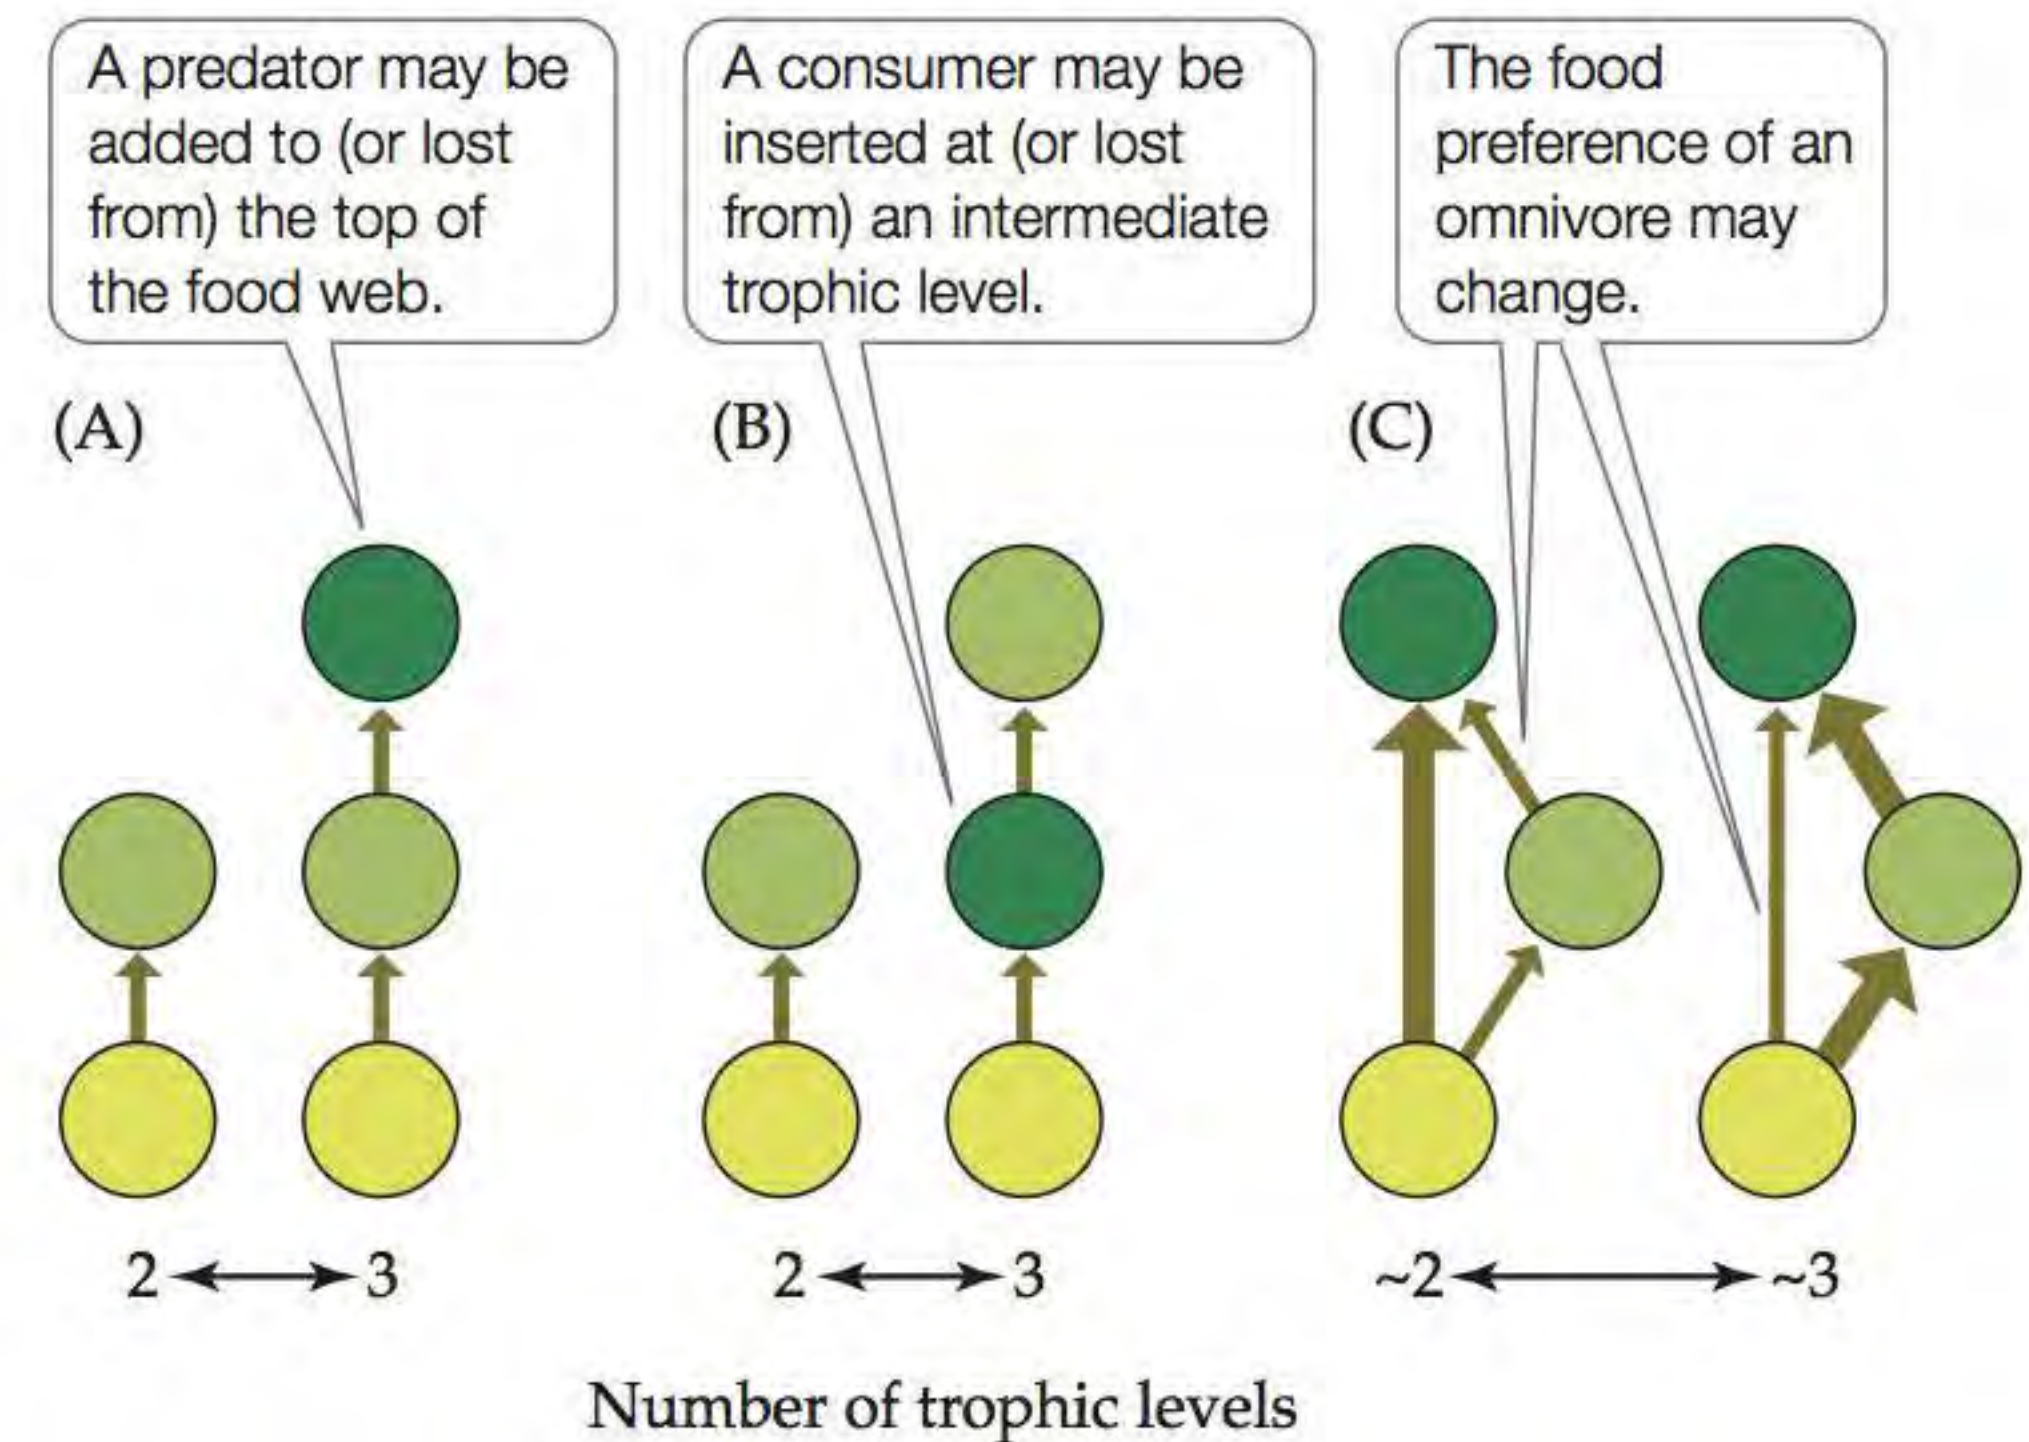 A predator may be
added to (or lost
from) the top of
the food web.
A consumer may be
inserted at (or lost
from) an intermediate
trophic level.
The food
preference of an
omnivore may
change.
(A)
(B)
(C)
2
3
2
3
~2
~3
Number of trophic levels